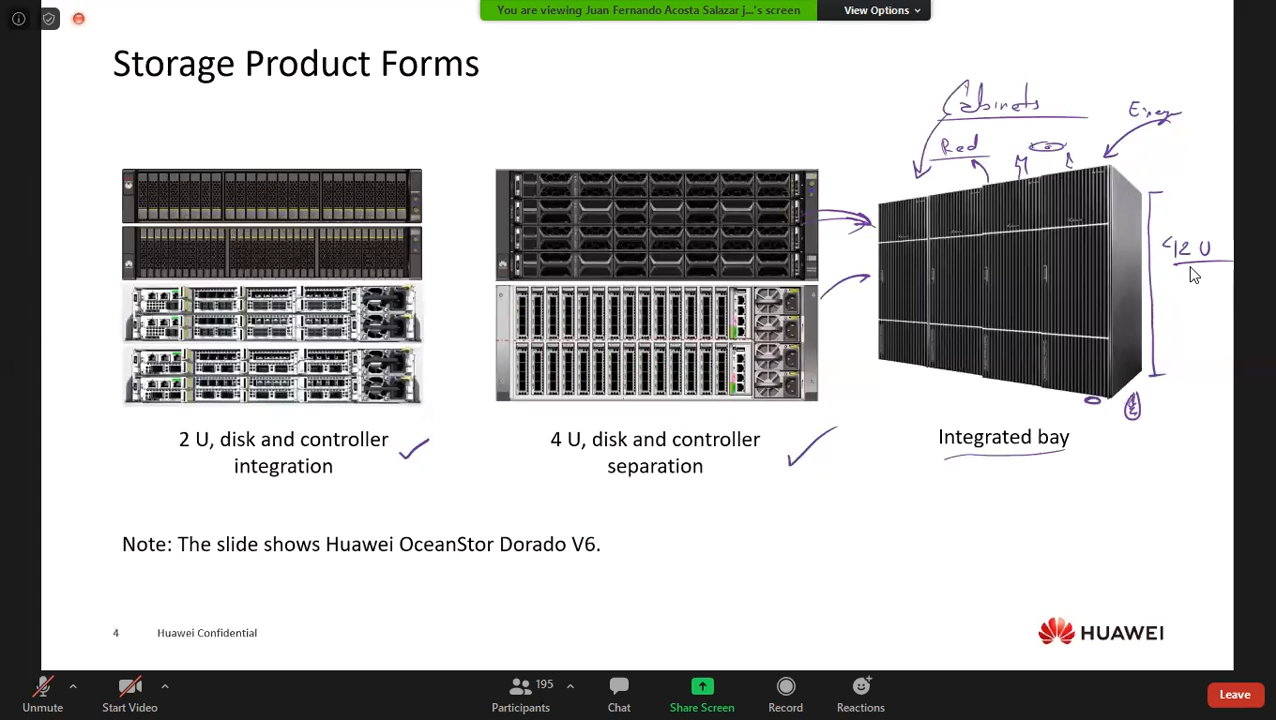 You are viewing Juan Fernando Acosta Salazar j...'s screen
View Options
Storage Product Forms
Cabinets
Red
42 U
2 U, disk and controller
integration
4 U, disk and controller
separation
Integrated bay
Note: The slide shows Huawei OceanStor Dorado V6.
4
Huawei Confidential
HUAWEI
Unmute
Start Video
195
Participants
Chat
Share Screen
Record
Reactions
Leave